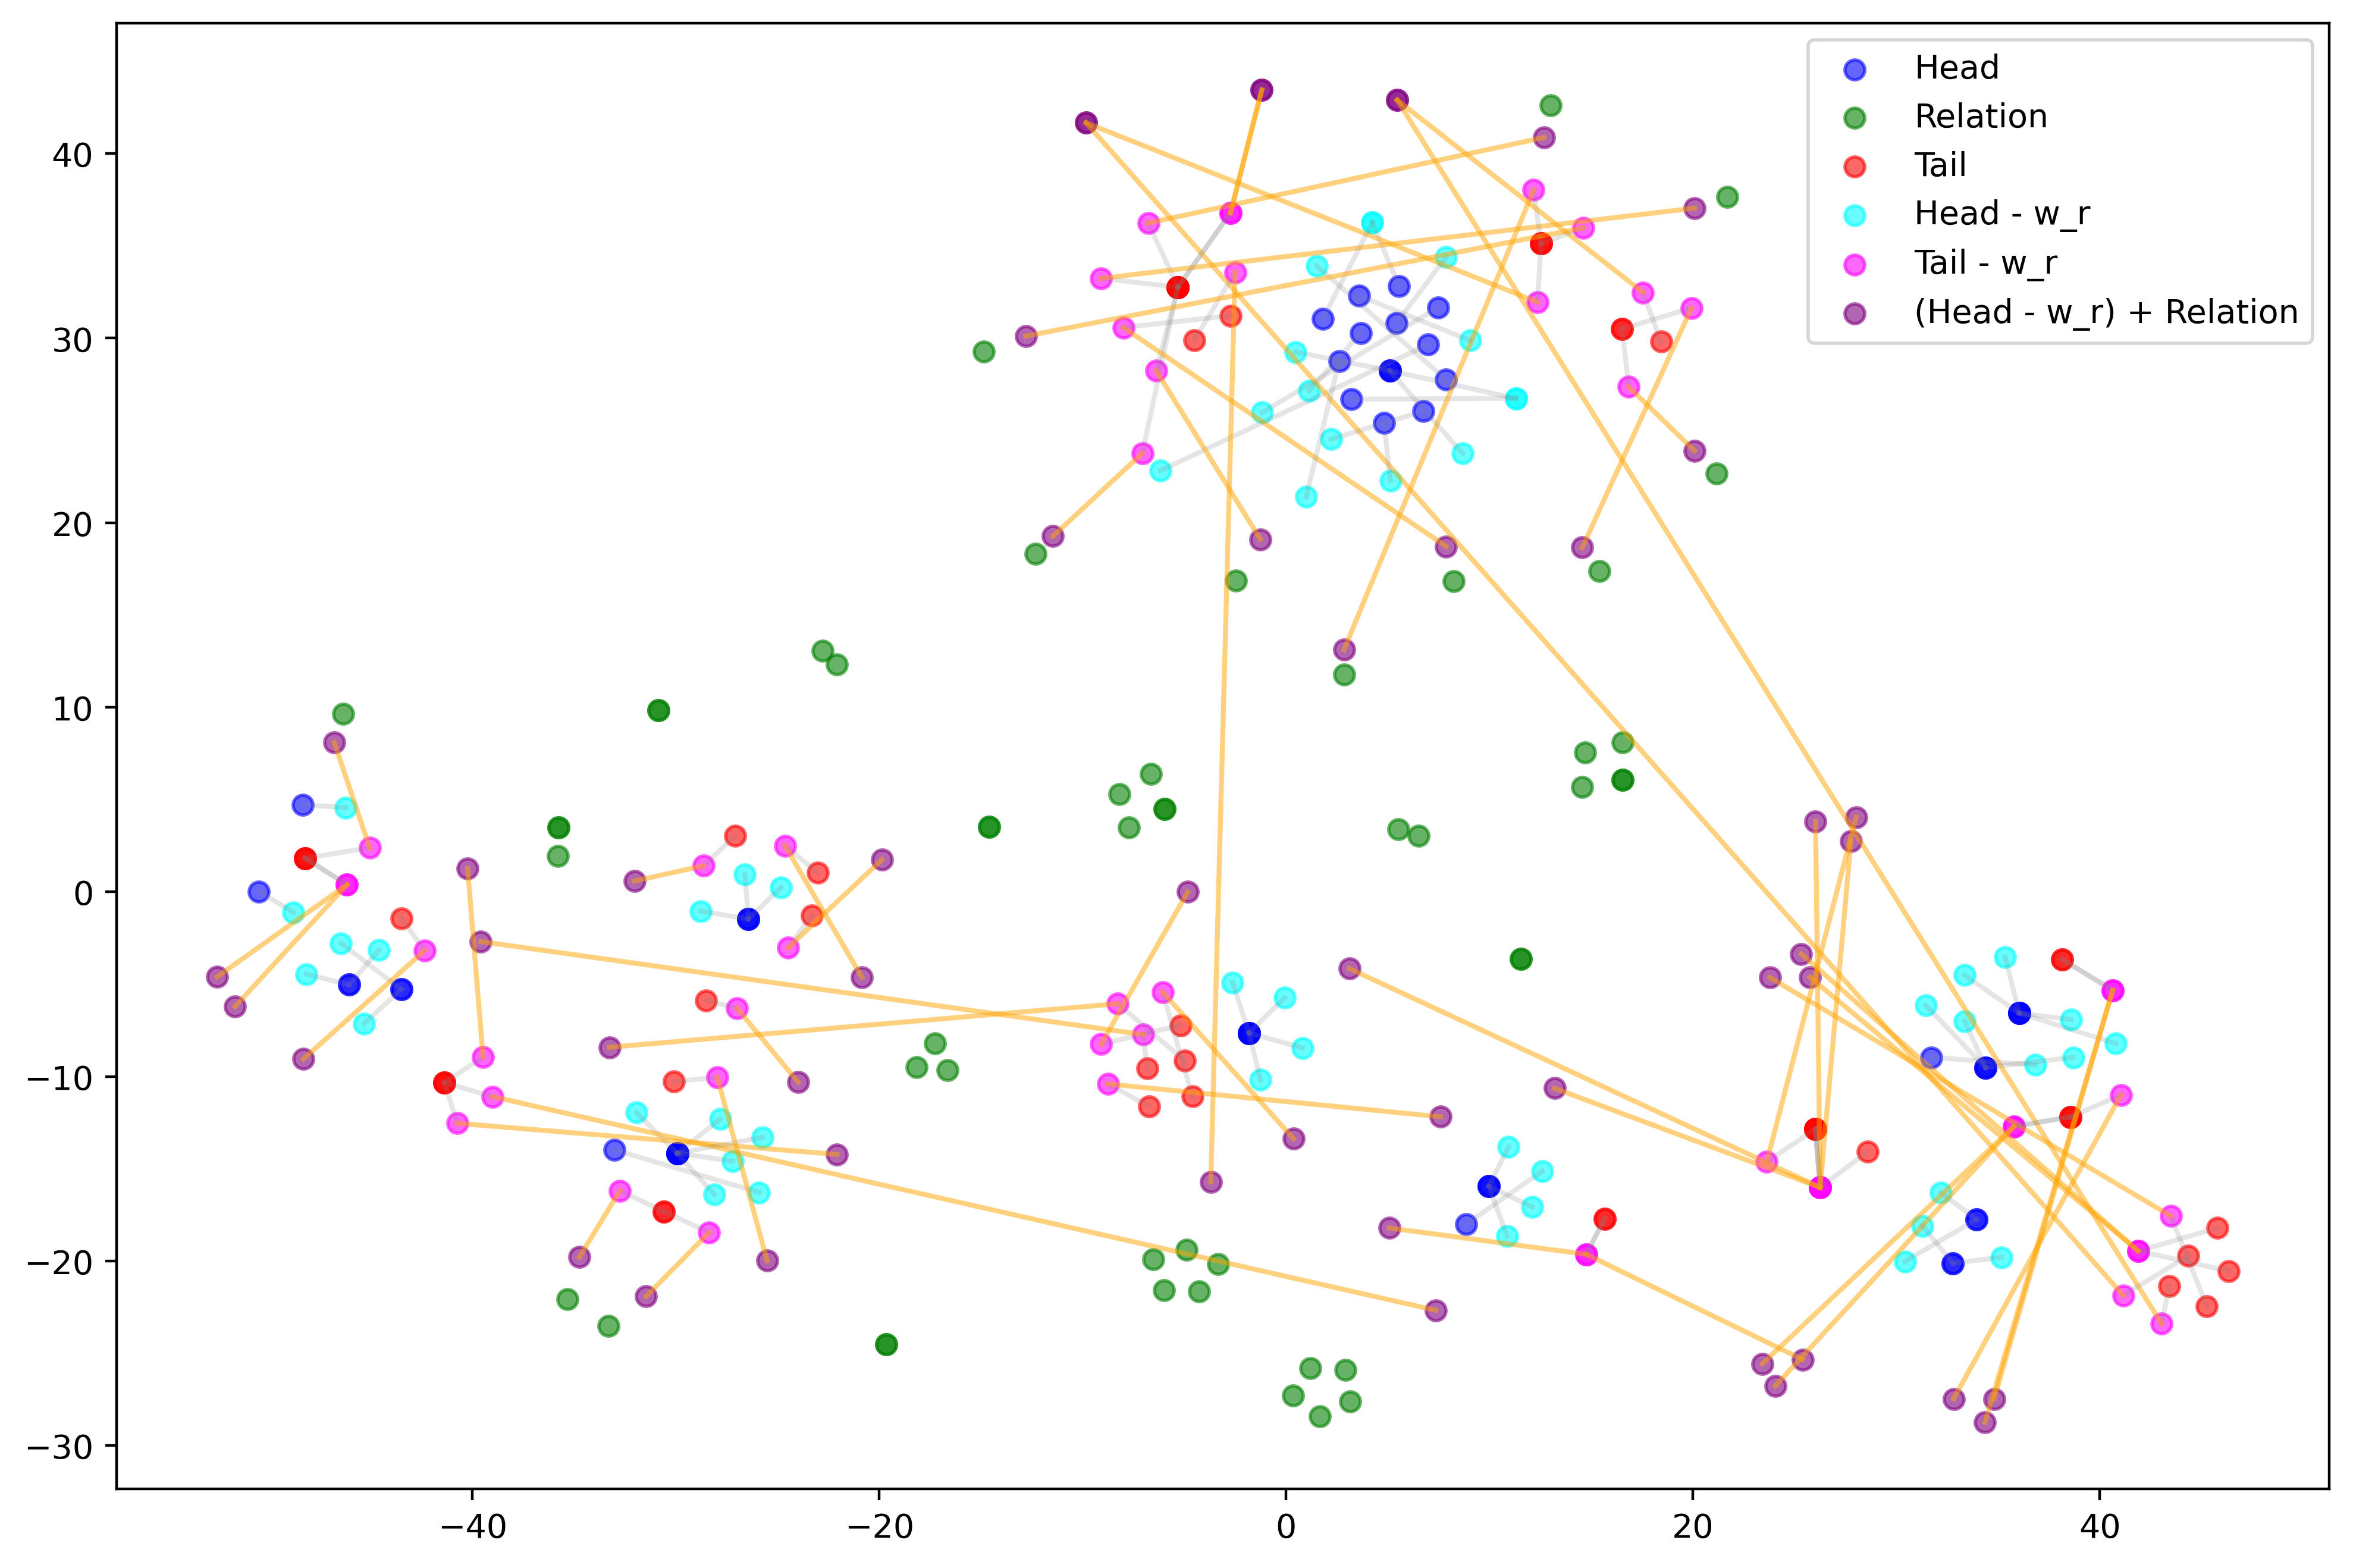 Head
Relation
Tail
Head - w_r
Tail - w_r
(Head - w_r) + Relation
40
30
20
10
0
−10
−20
−30
−40
−20
0
20
40